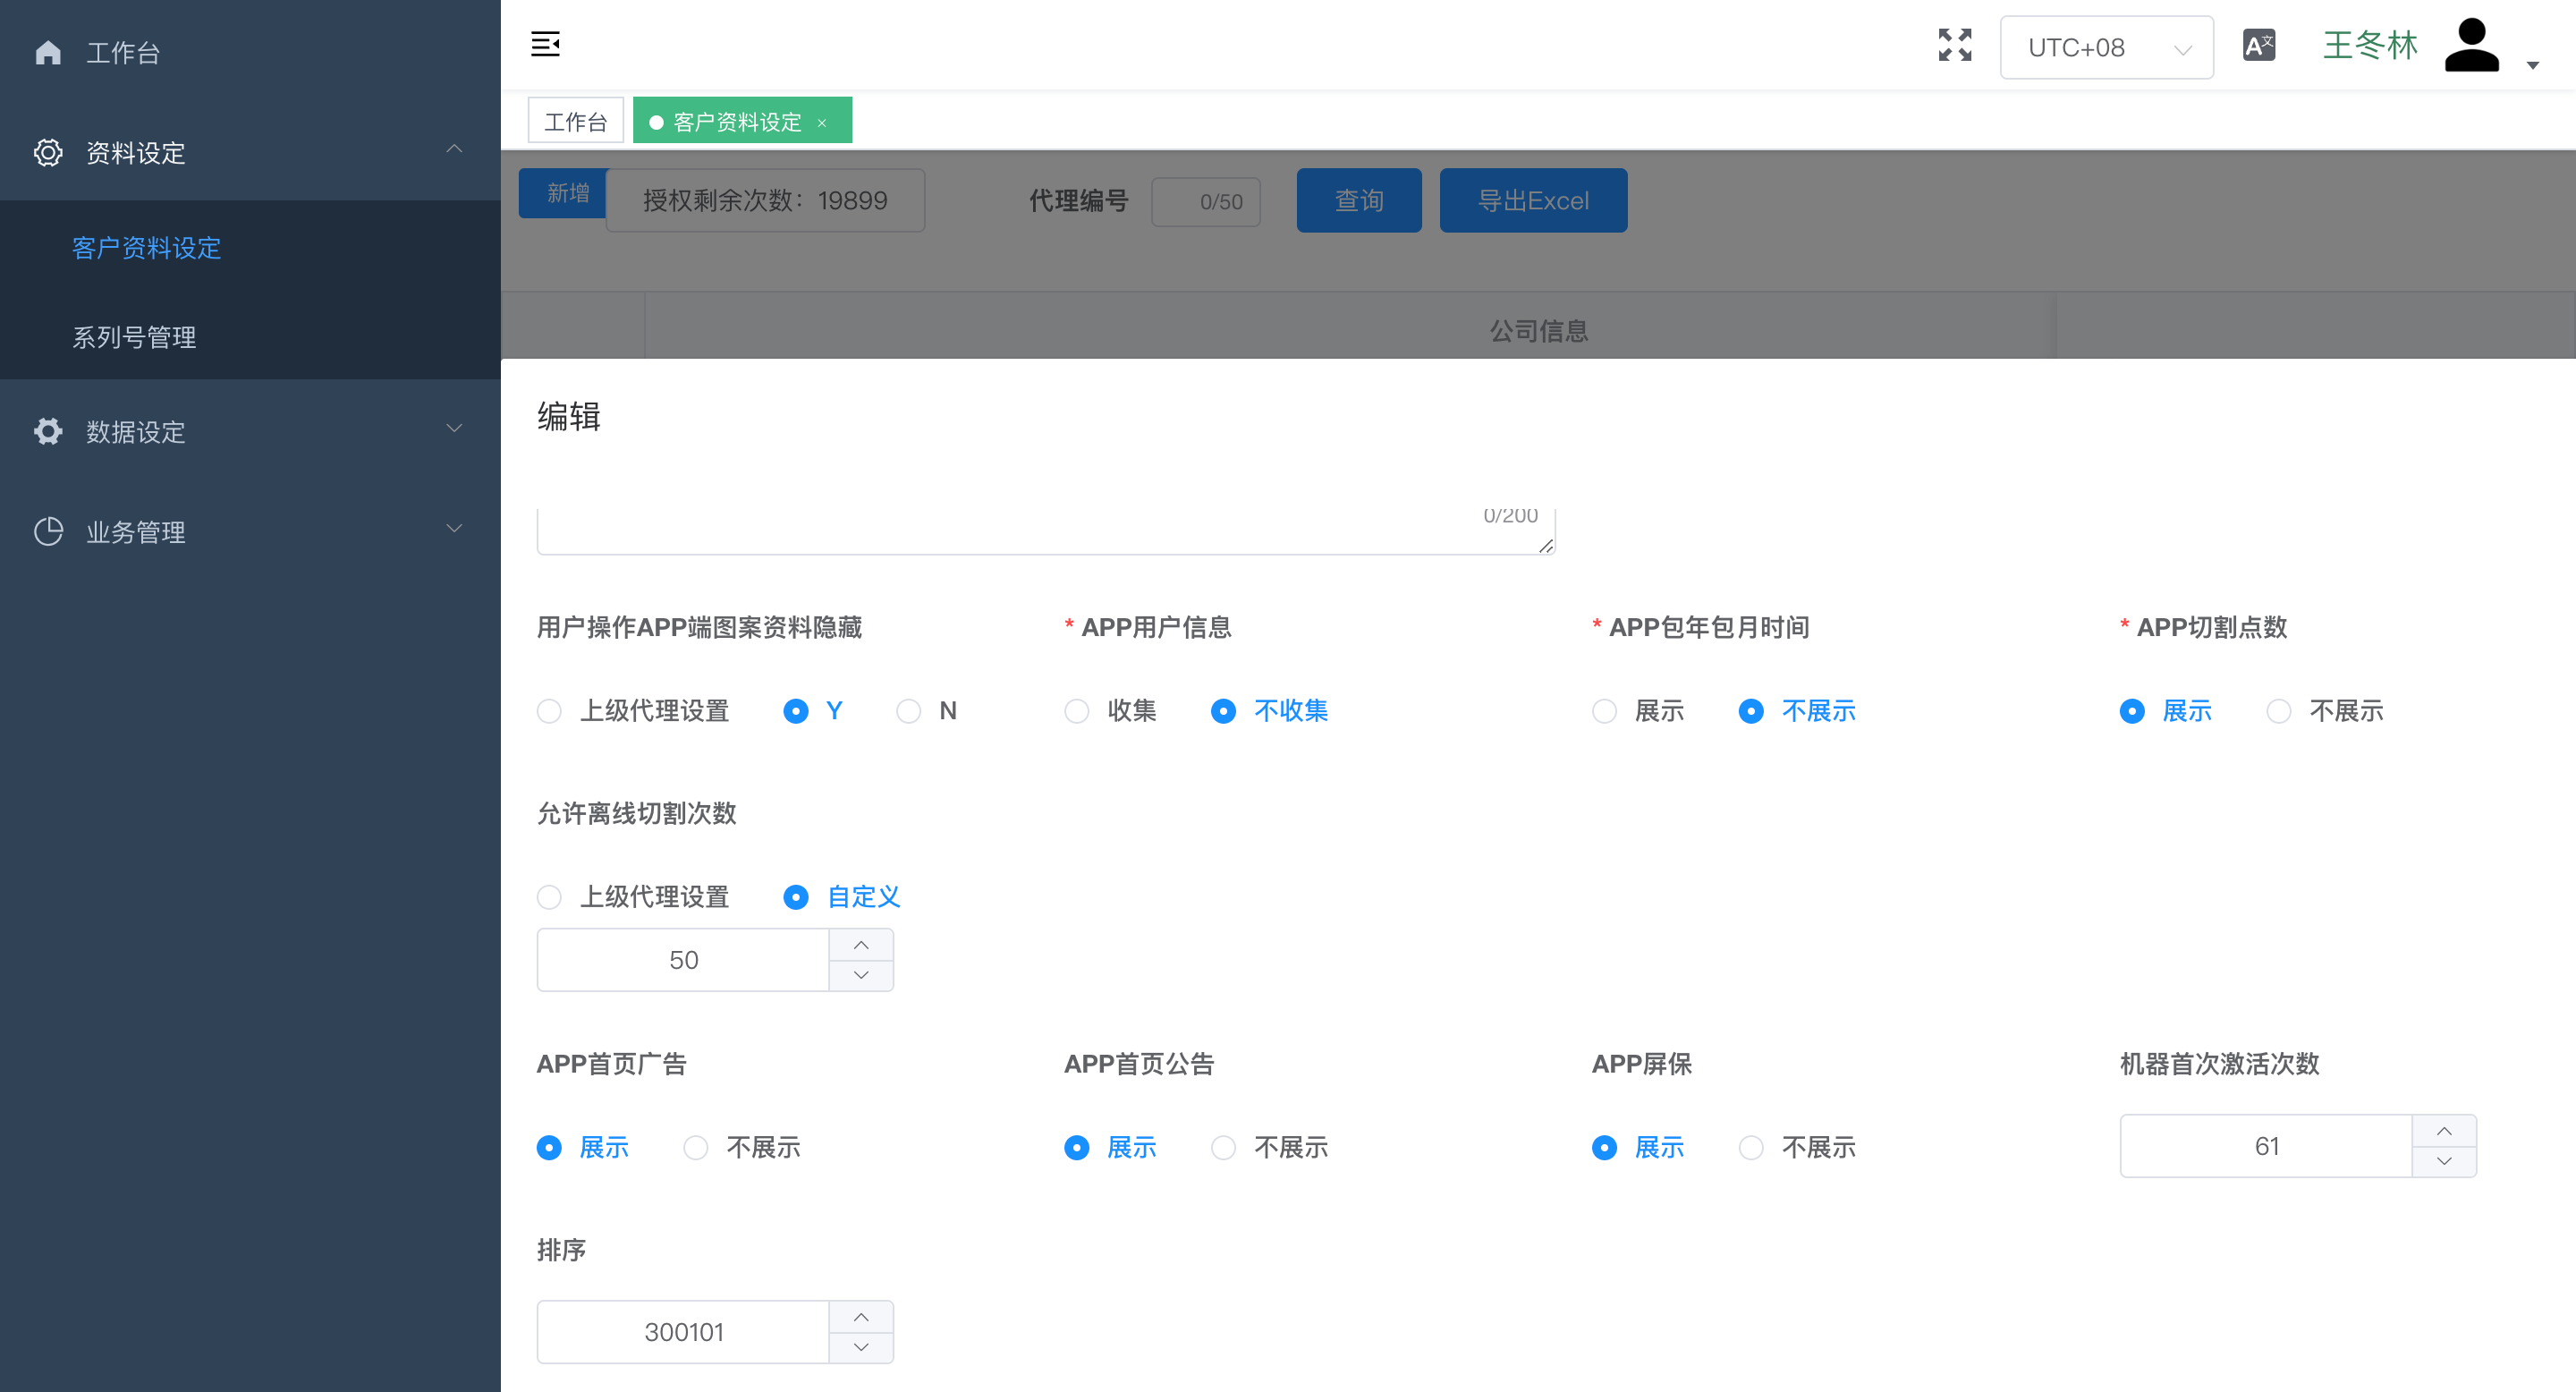 工作台
资料设定
客户资料设定
系列号管理
数据设定
业务管理
UTC+08
A文
王冬林
工作台
客户资料设定 ×
新增
授权剩余次数：19899
代理编号
0/50
查询
导出Excel
公司信息
编辑
0/200
用户操作APP端图案资料隐藏
* APP用户信息
* APP包年包月时间
* APP切割点数
上级代理设置 Y N
收集 不收集
展示 不展示
展示 不展示
允许离线切割次数
上级代理设置 自定义
50
APP首页广告
APP首页公告
APP屏保
机器首次激活次数
展示 不展示
展示 不展示
展示 不展示
61
排序
300101